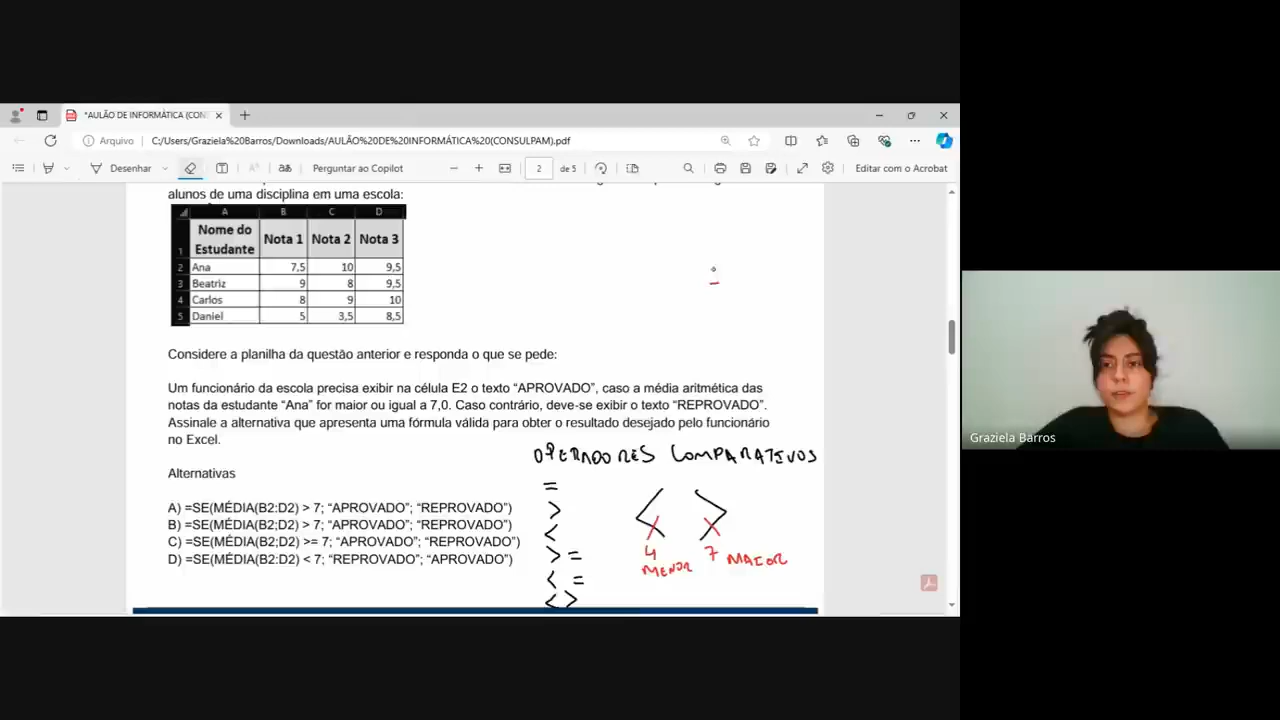 *AULÃO DE INFORMÁTICA (CON
Arquivo C:/Users/Graziela%20Barros/Downloads/AULÃO%20DE%20INFORMÁTICA%20(CONSULPAM).pdf
Desenhar Perguntar ao Copilot 2 de 5 Editar com o Acrobat
alunos de uma disciplina em uma escola:
A B C D
1 Nome do Estudante Nota 1 Nota 2 Nota 3
2 Ana 7,5 10 9,5
3 Beatriz 9 8 9,5
4 Carlos 8 9 10
5 Daniel 5 3,5 8,5
Considere a planilha da questão anterior e responda o que se pede:
Um funcionário da escola precisa exibir na célula E2 o texto “APROVADO”, caso a média aritmética das
notas da estudante “Ana” for maior ou igual a 7,0. Caso contrário, deve-se exibir o texto “REPROVADO”.
Assinale a alternativa que apresenta uma fórmula válida para obter o resultado desejado pelo funcionário
no Excel.
Alternativas
A) =SE(MÉDIA(B2:D2) > 7; “APROVADO”; “REPROVADO”)
B) =SE(MÉDIA(B2;D2) > 7; “APROVADO”; “REPROVADO”)
C) =SE(MÉDIA(B2;D2) >= 7; “APROVADO”; “REPROVADO”)
D) =SE(MÉDIA(B2:D2) < 7; “REPROVADO”; “APROVADO”)
OPERADORES COMPARATIVOS
=
>
<
> =
< =
<>
< >
4 7
MENOR MAIOR
Graziela Barros